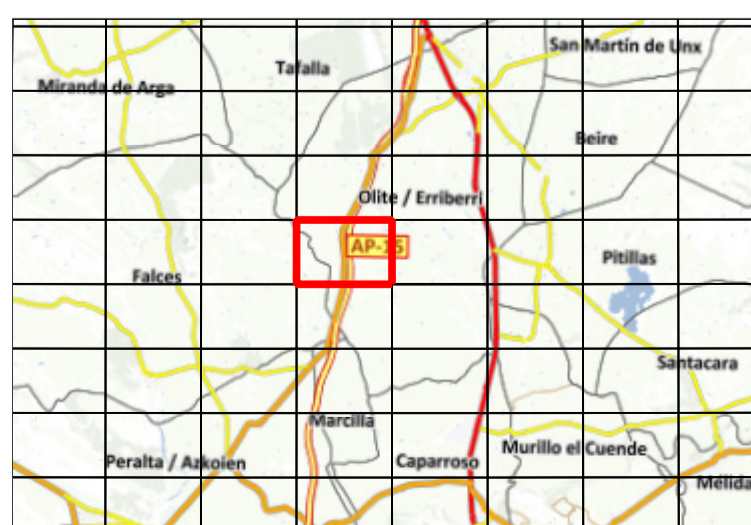 San Martín de Unx
Tafalla
Miranda de Arga
Beire
Olite / Erriberri
AP-15
Pitillas
Falces
Santacara
Marcilla
Murillo el Cuende
Peralta / Azkoien
Caparroso
Mélida